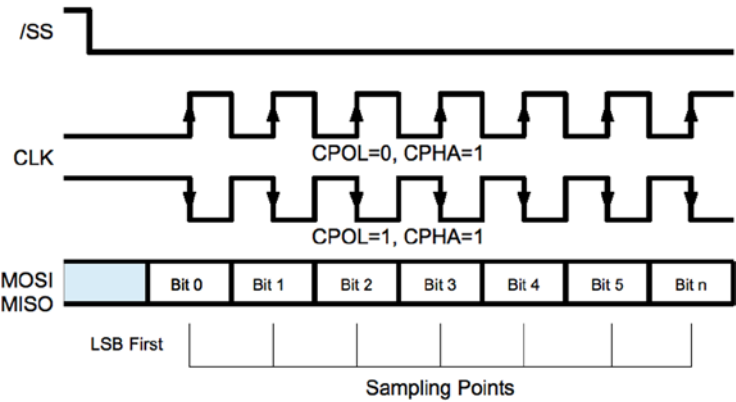 /SS
CLK
CPOL=0, CPHA=1
CPOL=1, CPHA=1
MOSI
MISO
Bit 0 Bit 1 Bit 2 Bit 3 Bit 4 Bit 5 Bit n
LSB First
Sampling Points